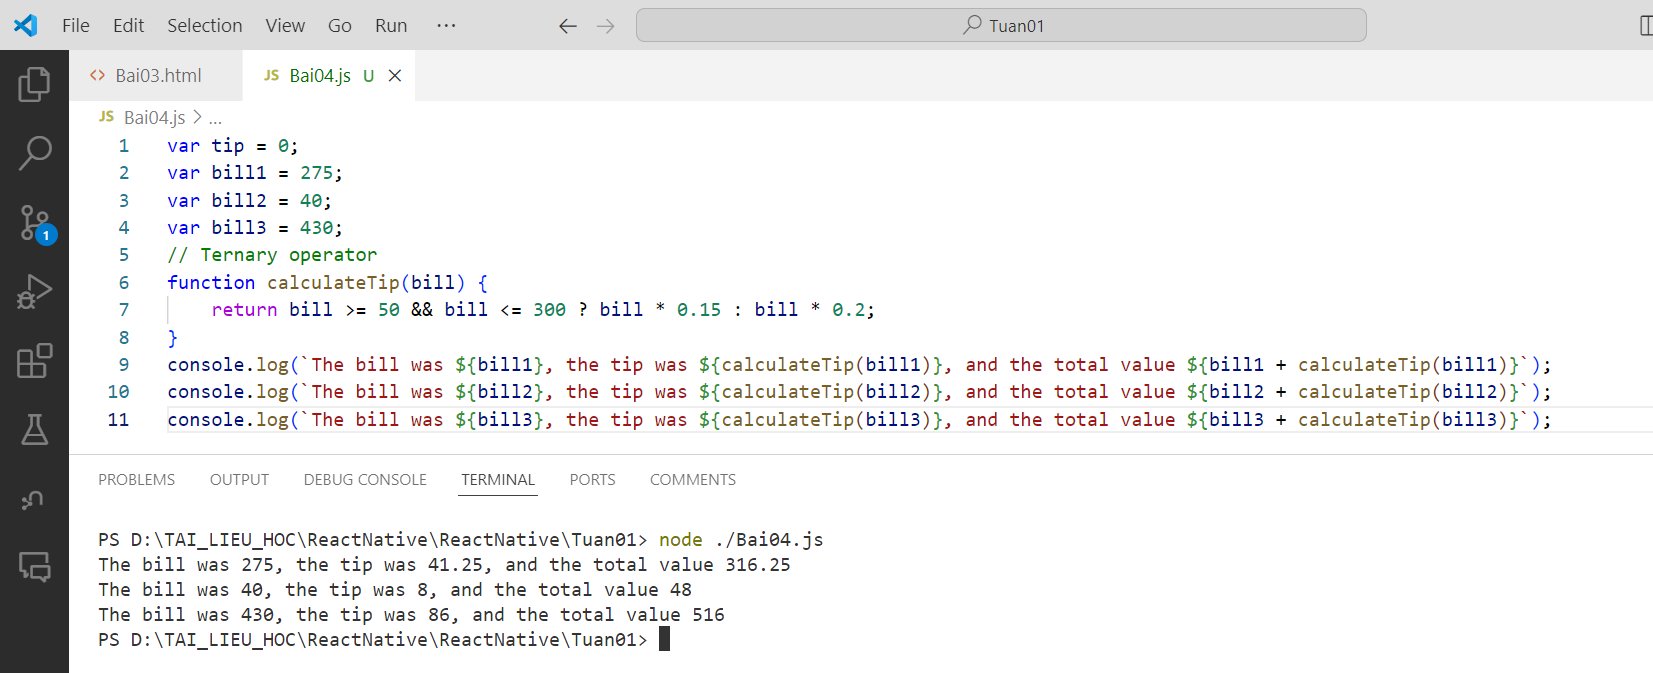 File Edit Selection View Go Run ··· ← → Tuan01
<> Bai03.html JS Bai04.js U ×
JS Bai04.js > ...
1 var tip = 0;
2 var bill1 = 275;
3 var bill2 = 40;
4 var bill3 = 430;
5 // Ternary operator
6 function calculateTip(bill) {
7 return bill >= 50 && bill <= 300 ? bill * 0.15 : bill * 0.2;
8 }
9 console.log(`The bill was ${bill1}, the tip was ${calculateTip(bill1)}, and the total value ${bill1 + calculateTip(bill1)}`);
10 console.log(`The bill was ${bill2}, the tip was ${calculateTip(bill2)}, and the total value ${bill2 + calculateTip(bill2)}`);
11 console.log(`The bill was ${bill3}, the tip was ${calculateTip(bill3)}, and the total value ${bill3 + calculateTip(bill3)}`);
1
PROBLEMS OUTPUT DEBUG CONSOLE TERMINAL PORTS COMMENTS
PS D:\TAI_LIEU_HOC\ReactNative\ReactNative\Tuan01> node ./Bai04.js
The bill was 275, the tip was 41.25, and the total value 316.25
The bill was 40, the tip was 8, and the total value 48
The bill was 430, the tip was 86, and the total value 516
PS D:\TAI_LIEU_HOC\ReactNative\ReactNative\Tuan01>